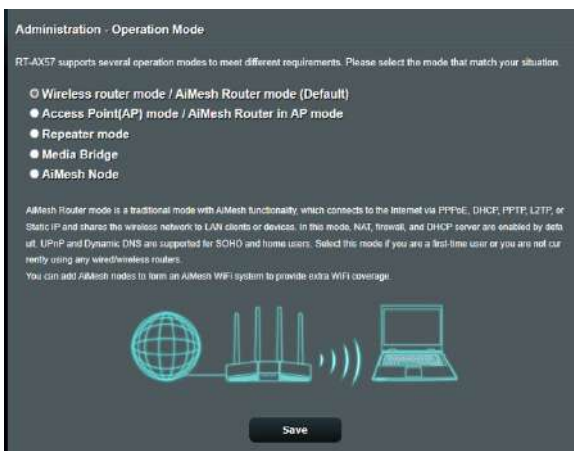 Administration - Operation Mode
RT-AX57 supports several operation modes to meet different requirements. Please select the mode that match your situation.
Wireless router mode / AiMesh Router mode (Default)
Access Point(AP) mode / AiMesh Router in AP mode
Repeater mode
Media Bridge
AiMesh Node
AiMesh Router mode is a traditional mode with AiMesh functionality, which connects to the Internet via PPPoE, DHCP, PPTP, L2TP, or
Static IP and shares the wireless network to LAN clients or devices. In this mode, NAT, firewall, and DHCP server are enabled by defa
ult. UPnP and Dynamic DNS are supported for SOHO and home users. Select this mode if you are a first-time user or you are not cur
rently using any wired/wireless routers.
You can add AiMesh nodes to form an AiMesh WiFi system to provide extra WiFi coverage.
Save